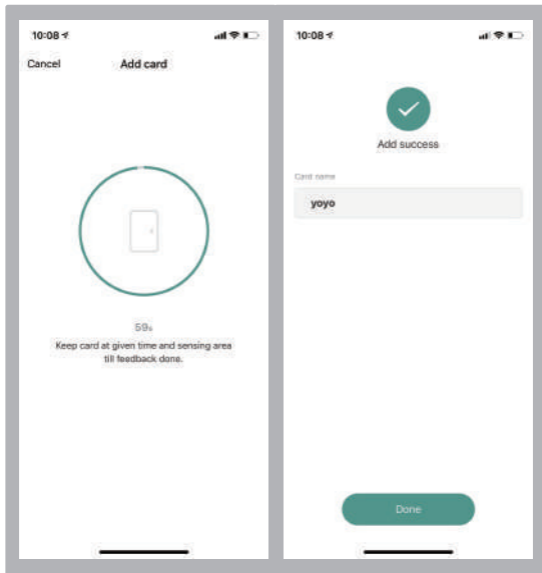 10:08
Cancel
Add card
59s
Keep card at given time and sensing area
till feedback done.
10:08
Add success
Card name
yoyo
Done